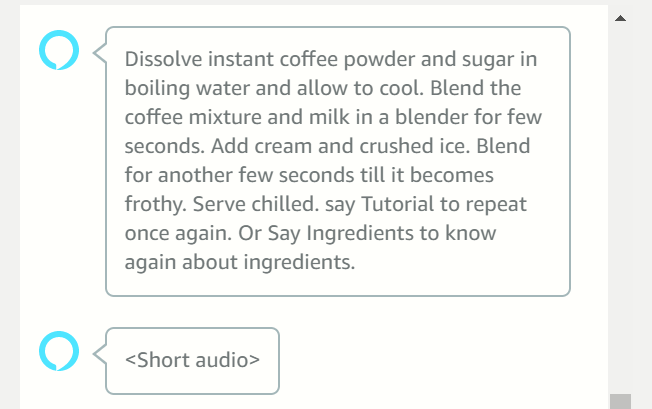 Dissolve instant coffee powder and sugar in
boiling water and allow to cool. Blend the
coffee mixture and milk in a blender for few
seconds. Add cream and crushed ice. Blend
for another few seconds till it becomes
frothy. Serve chilled. say Tutorial to repeat
once again. Or Say Ingredients to know
again about ingredients.
<Short audio>